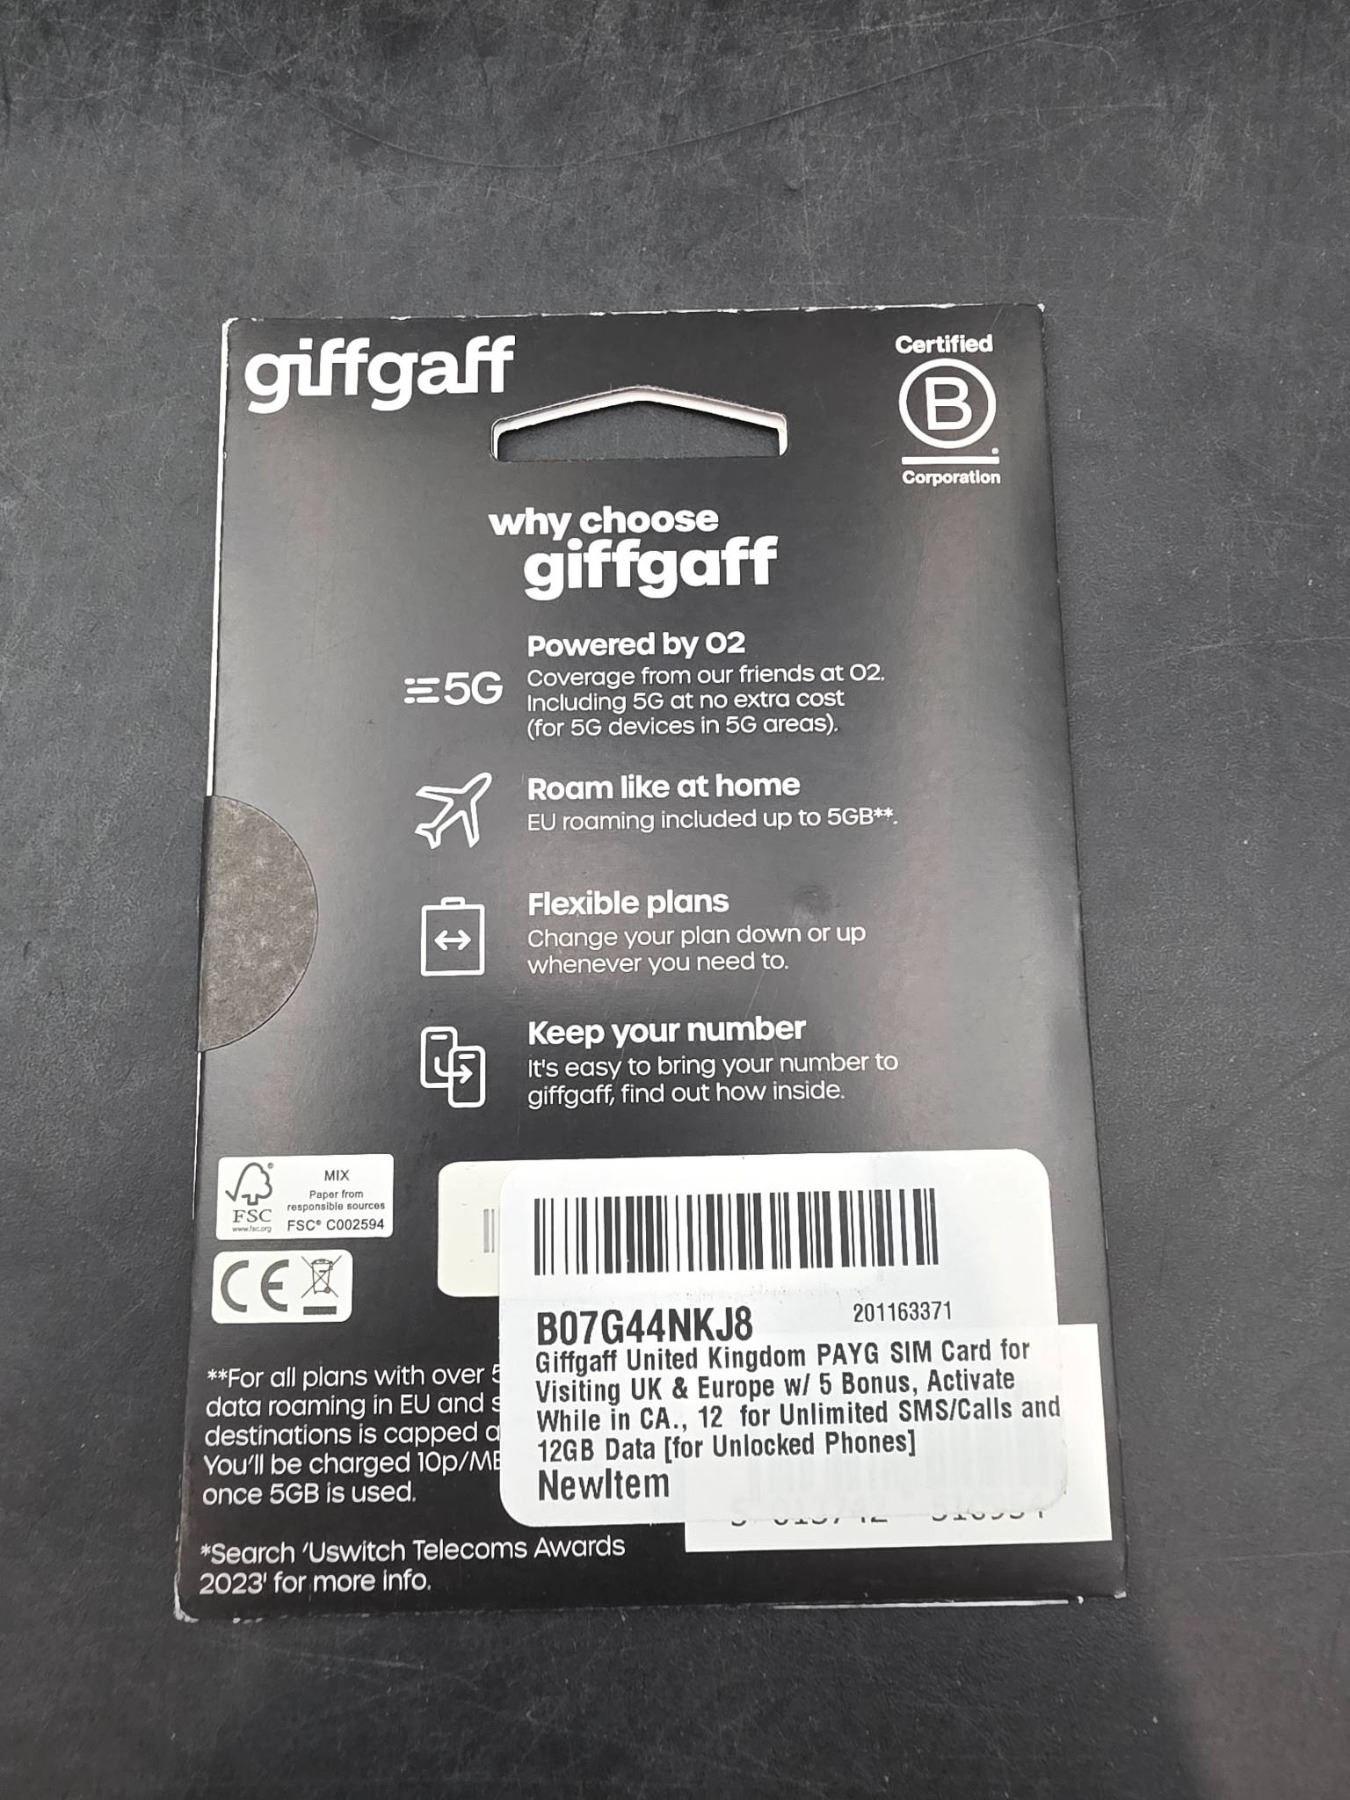 giffgaff
Certified
B
Corporation
why choose
giffgaff
5G
Powered by O2
Coverage from our friends at O2.
Including 5G at no extra cost
(for 5G devices in 5G areas).
Roam like at home
EU roaming included up to 5GB**.
Flexible plans
Change your plan down or up
whenever you need to.
Keep your number
It's easy to bring your number to
giffgaff, find out how inside.
FSC
www.fsc.org
MIX
Paper from
responsible sources
FSC® C002594
CE
B07G44NKJ8 201163371
Giffgaff United Kingdom PAYG SIM Card for
Visiting UK & Europe w/ 5 Bonus, Activate
While in CA., 12 for Unlimited SMS/Calls and
12GB Data [for Unlocked Phones]
NewItem
**For all plans with over
data roaming in EU and
destinations is capped
You'll be charged 10p/MB
once 5GB is used.
*Search 'Uswitch Telecoms Awards
2023' for more info.